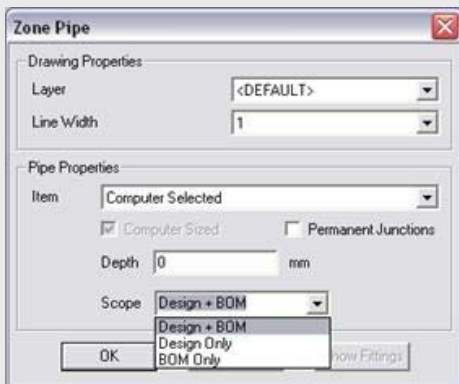 Zone Pipe
Drawing Properties
Layer <DEFAULT>
Line Width 1
Pipe Properties
Item Computer Selected
Computer Sized Permanent Junctions
Depth 0 mm
Scope Design + BOM
Design + BOM
Design Only
BOM Only
OK Fittings